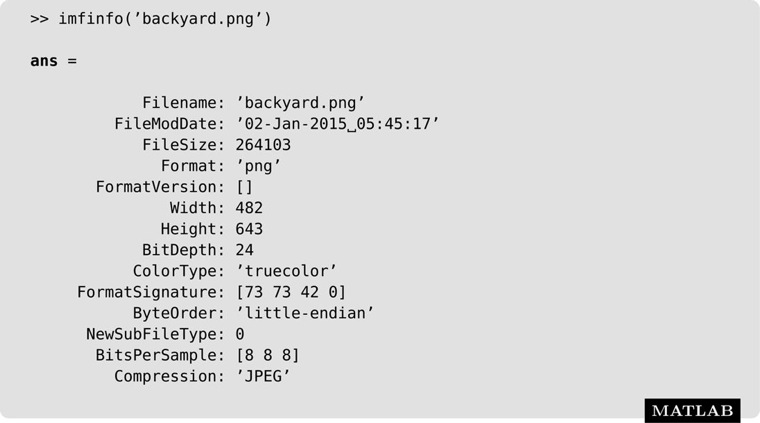 >> imfinfo(’backyard.png’)
ans =
Filename: ’backyard.png’
FileModDate: ’02-Jan-2015␣05:45:17’
FileSize: 264103
Format: ’png’
FormatVersion: []
Width: 482
Height: 643
BitDepth: 24
ColorType: ’truecolor’
FormatSignature: [73 73 42 0]
ByteOrder: ’little-endian’
NewSubFileType: 0
BitsPerSample: [8 8 8]
Compression: ’JPEG’
MATLAB